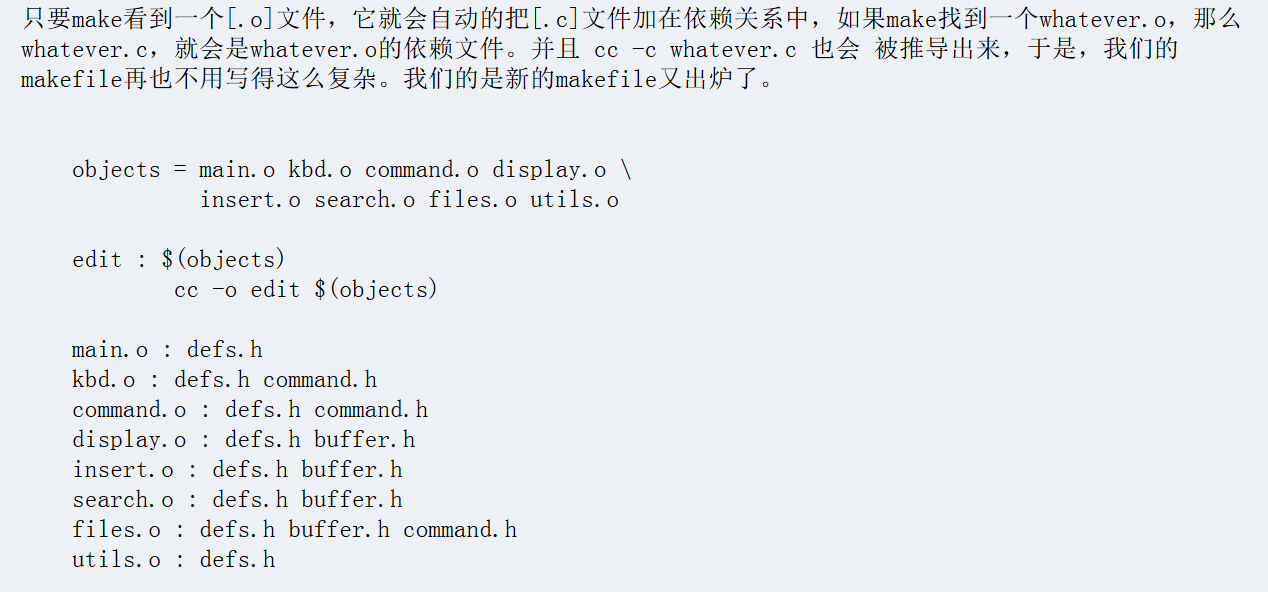 只要make看到一个[.o]文件，它就会自动的把[.c]文件加在依赖关系中，如果make找到一个whatever.o，那么
whatever.c，就会是whatever.o的依赖文件。并且 cc -c whatever.c 也会 被推导出来，于是，我们的
makefile再也不用写得这么复杂。我们的是新的makefile又出炉了。
objects = main.o kbd.o command.o display.o \
insert.o search.o files.o utils.o
edit : $(objects)
cc -o edit $(objects)
main.o : defs.h
kbd.o : defs.h command.h
command.o : defs.h command.h
display.o : defs.h buffer.h
insert.o : defs.h buffer.h
search.o : defs.h buffer.h
files.o : defs.h buffer.h command.h
utils.o : defs.h